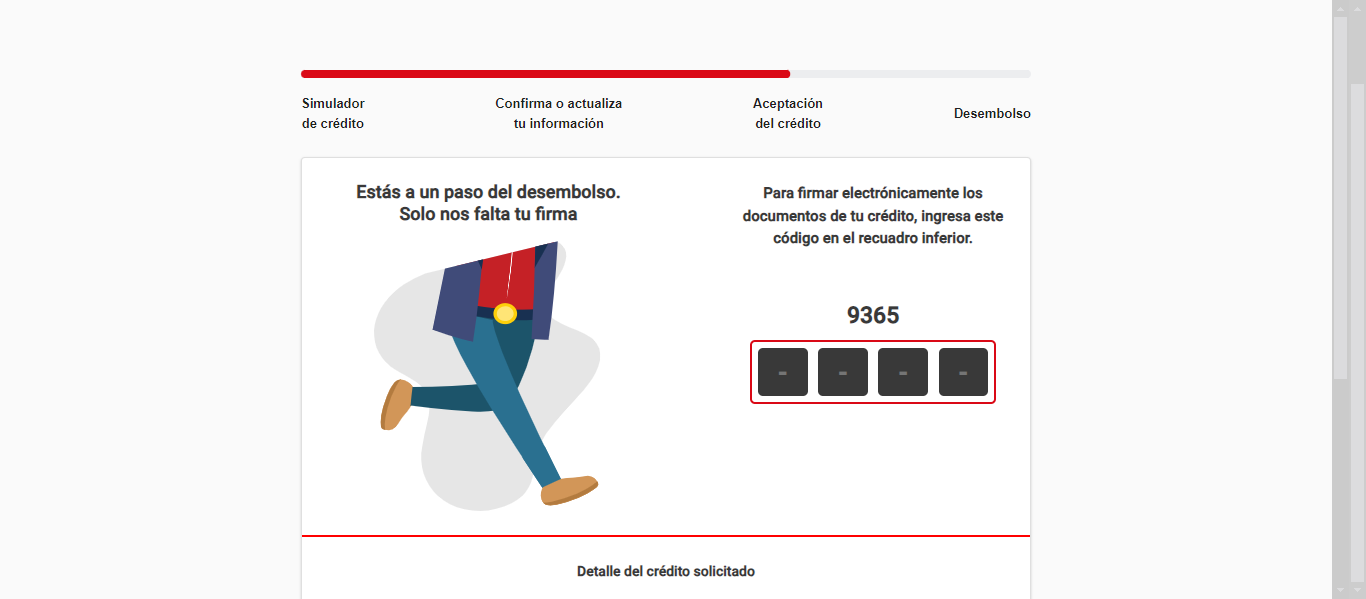 Simulador
de crédito
Confirma o actualiza
tu información
Aceptación
del crédito
Desembolso
Estás a un paso del desembolso.
Solo nos falta tu firma
Para firmar electrónicamente los
documentos de tu crédito, ingresa este
código en el recuadro inferior.
9365
- - - -
Detalle del crédito solicitado